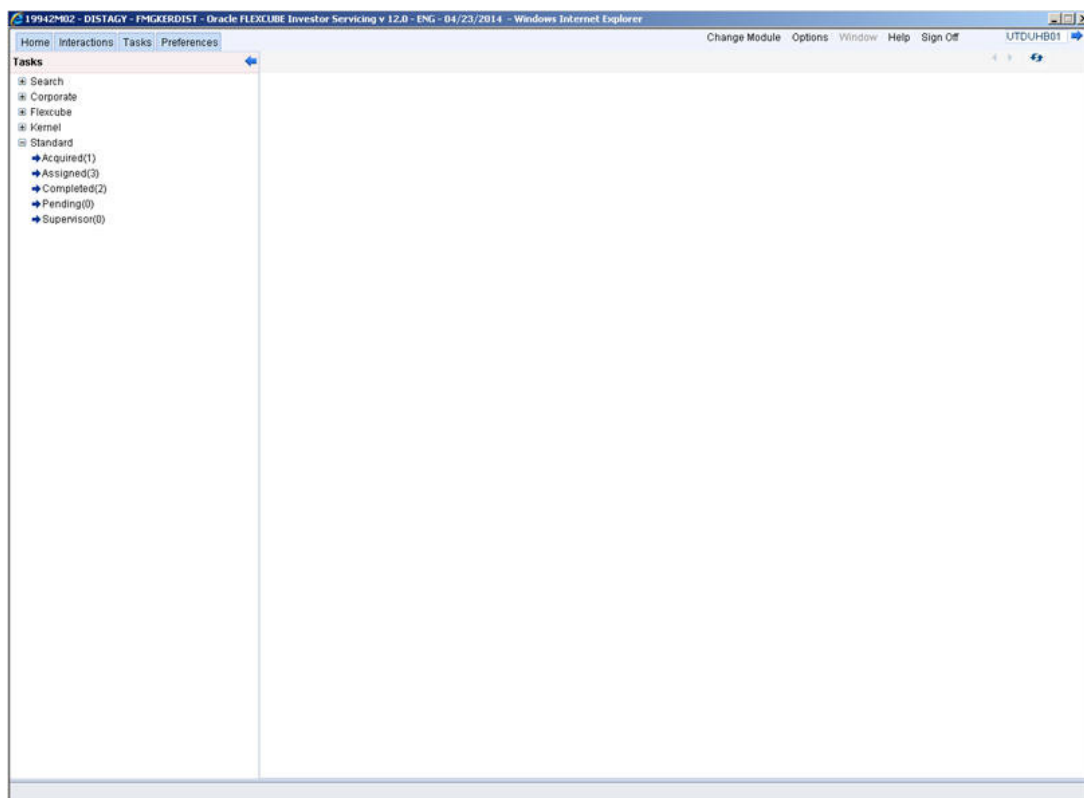 19942M02 - DISTAGY - FMGKERDIST - Oracle FLEXCUBE Investor Servicing v 12.0 - ENG - 04/23/2014 - Windows Internet Explorer
Home Interactions Tasks Preferences Change Module Options Window Help Sign Off UTDUHB01
Tasks
Search
Corporate
Flexcube
Kernel
Standard
Acquired(1)
Assigned(3)
Completed(2)
Pending(0)
Supervisor(0)